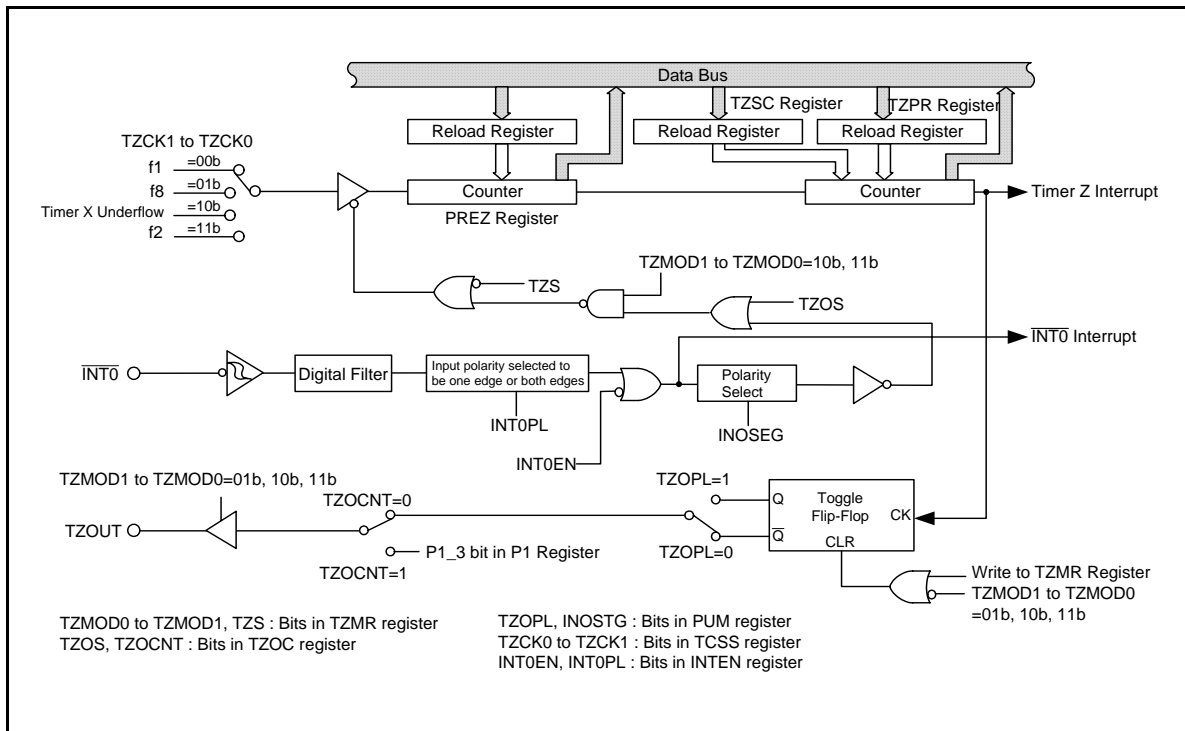 Data Bus
TZSC Register
TZPR Register
Reload Register
Reload Register
Reload Register
TZCK1 to TZCK0
f1
=00b
f8
=01b
Timer X Underflow
=10b
f2
=11b
Counter
Counter
Timer Z Interrupt
PREZ Register
TZMOD1 to TZMOD0=10b, 11b
TZS
TZOS
INT0 Interrupt
INT0
Digital Filter
Input polarity selected to
be one edge or both edges
Polarity
Select
INT0PL
INOSEG
INT0EN
TZMOD1 to TZMOD0=01b, 10b, 11b
TZOCNT=0
TZOPL=1
Q
Toggle
Flip-Flop
CK
TZOUT
Q
CLR
P1_3 bit in P1 Register
TZOPL=0
TZOCNT=1
Write to TZMR Register
TZMOD1 to TZMOD0
=01b, 10b, 11b
TZMOD0 to TZMOD1, TZS : Bits in TZMR register
TZOS, TZOCNT : Bits in TZOC register
TZOPL, INOSTG : Bits in PUM register
TZCK0 to TZCK1 : Bits in TCSS register
INT0EN, INT0PL : Bits in INTEN register